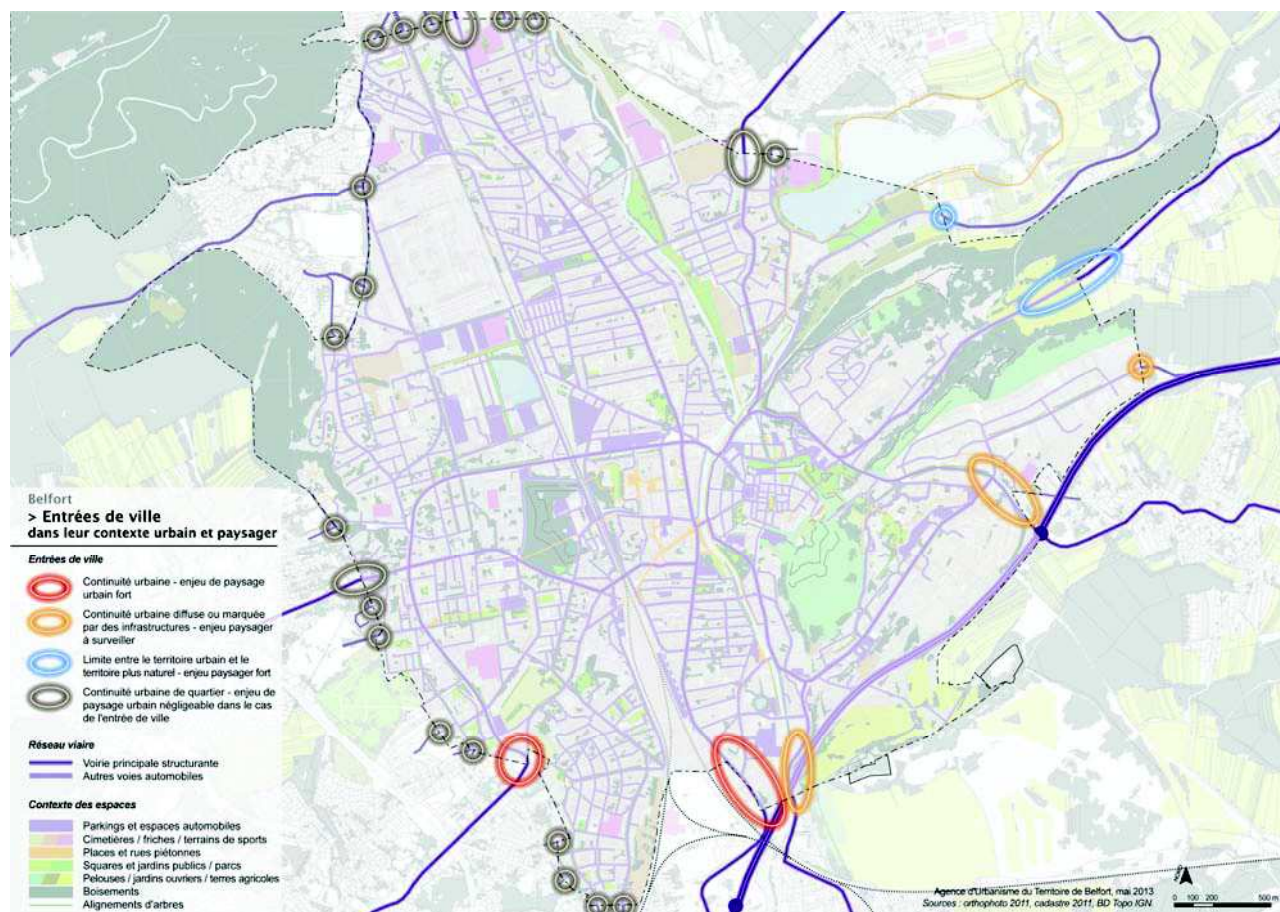 Belfort
> Entrées de ville
dans leur contexte urbain et paysager
Entrées de ville
Continuité urbaine - enjeu de paysage
urbain fort
Continuité urbaine diffuse ou marquée
par des infrastructures - enjeu paysager
à surveiller
Limite entre le territoire urbain et le
territoire plus naturel - enjeu paysager fort
Continuité urbaine de quartier - enjeu de
paysage urbain négligeable dans le cas
de l'entrée de ville
Réseau viaire
Voirie principale structurante
Autres voies automobiles
Contexte des espaces
Parkings et espaces automobiles
Cimetières / friches / terrains de sports
Places et rues piétonnes
Squares et jardins publics / parcs
Pelouses / jardins ouvriers / terres agricoles
Boisements
Alignements d'arbres
Agence d'Urbanisme du Territoire de Belfort, mai 2013
Sources : orthophoto 2011, cadastre 2011, BD Topo IGN
0 100 200 500 m